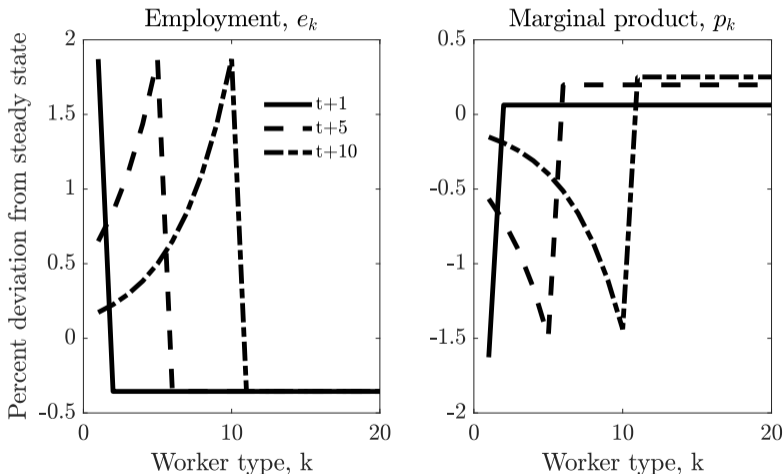 Employment, e_k
2
1.5
1
0.5
0
-0.5
0
10
20
t+1
t+5
t+10
Percent deviation from steady state
Worker type, k
Marginal product, p_k
0.5
0
-0.5
-1
-1.5
-2
0
10
20
Worker type, k